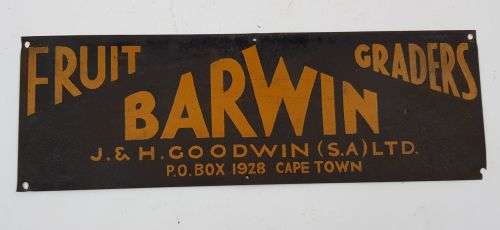 FRUIT GRADERS
BARWIN
J. & H. GOODWIN (S.A) LTD.
P.O. BOX 1928 CAPE TOWN